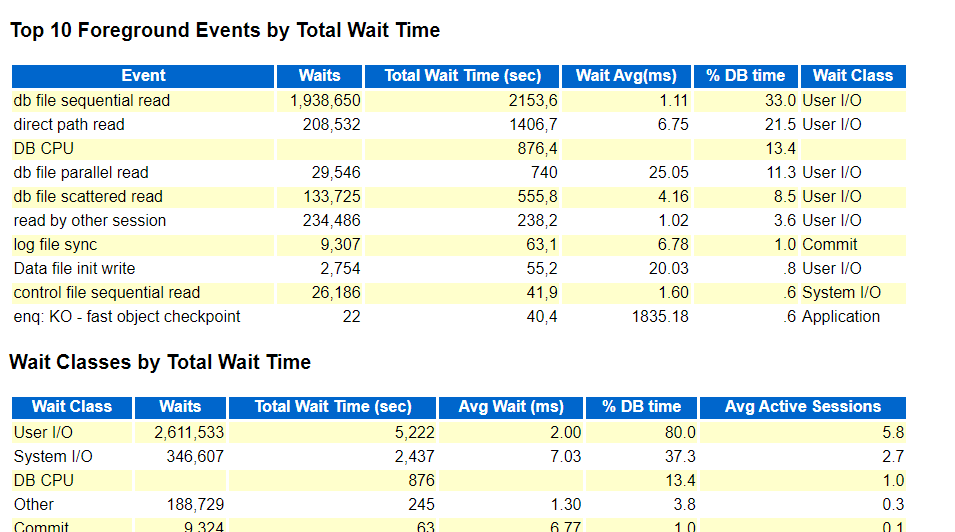 Top 10 Foreground Events by Total Wait Time
Event Waits Total Wait Time (sec) Wait Avg(ms) % DB time Wait Class
db file sequential read 1,938,650 2153,6 1.11 33.0 User I/O
direct path read 208,532 1406,7 6.75 21.5 User I/O
DB CPU 876,4 13.4
db file parallel read 29,546 740 25.05 11.3 User I/O
db file scattered read 133,725 555,8 4.16 8.5 User I/O
read by other session 234,486 238,2 1.02 3.6 User I/O
log file sync 9,307 63,1 6.78 1.0 Commit
Data file init write 2,754 55,2 20.03 .8 User I/O
control file sequential read 26,186 41,9 1.60 .6 System I/O
enq: KO - fast object checkpoint 22 40,4 1835.18 .6 Application
Wait Classes by Total Wait Time
Wait Class Waits Total Wait Time (sec) Avg Wait (ms) % DB time Avg Active Sessions
User I/O 2,611,533 5,222 2.00 80.0 5.8
System I/O 346,607 2,437 7.03 37.3 2.7
DB CPU 876 13.4 1.0
Other 188,729 245 1.30 3.8 0.3
Commit 9,324 63 6.77 1.0 0.1